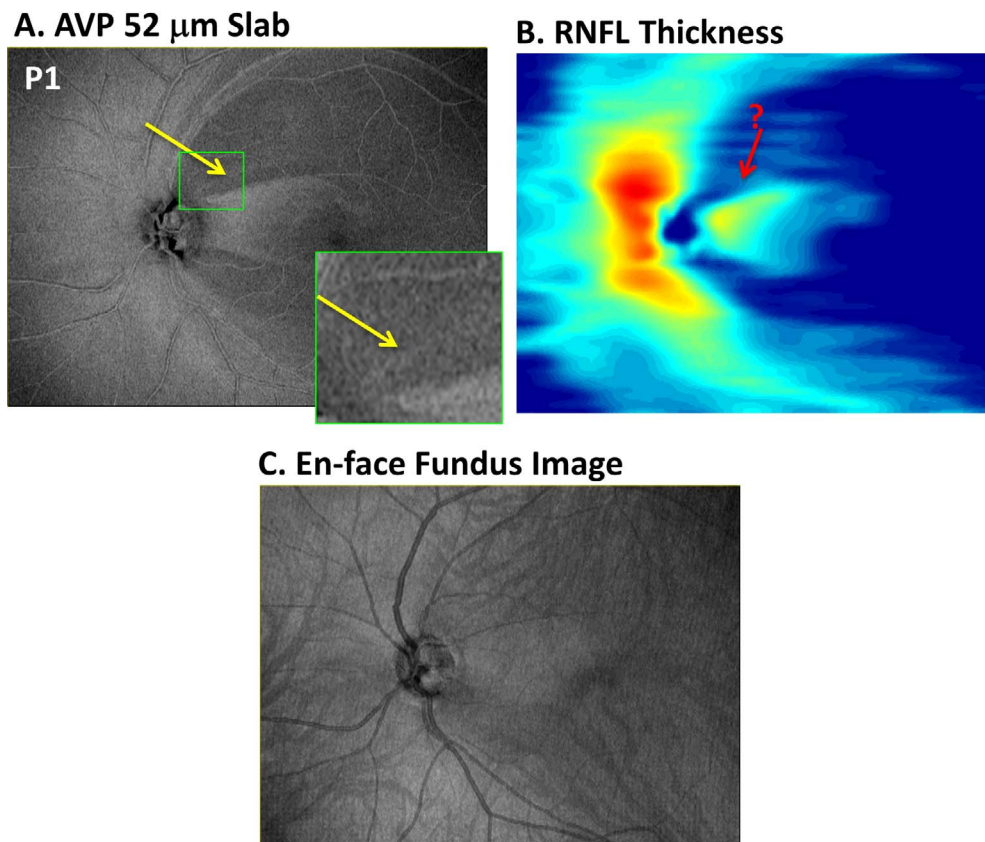 A. AVP 52 μm Slab
P1
B. RNFL Thickness
?
C. En-face Fundus Image